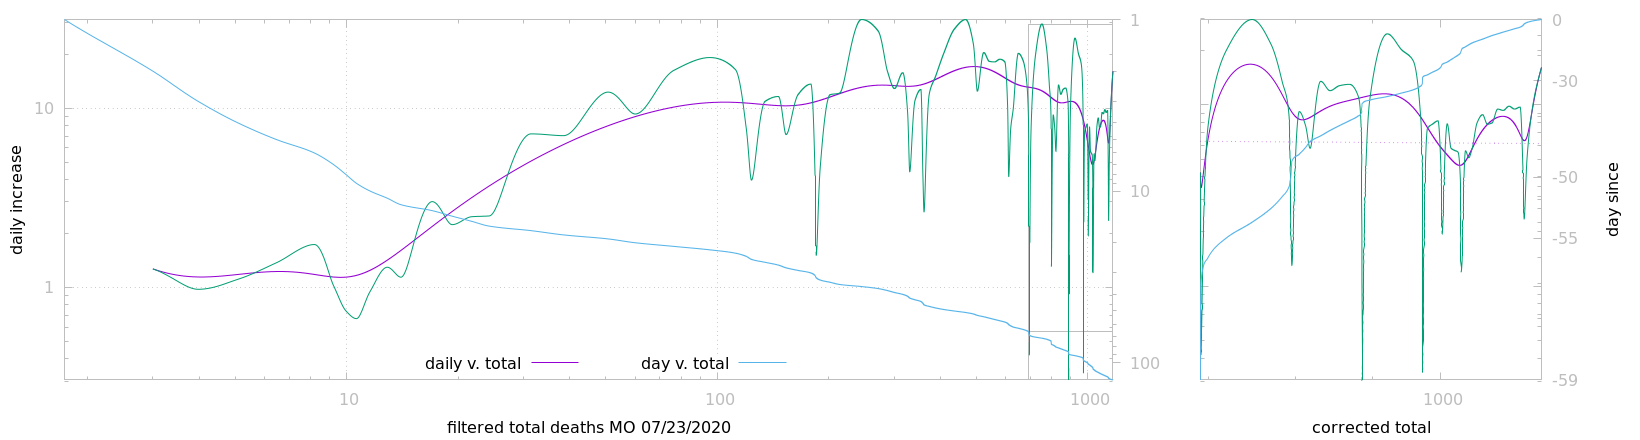 daily increase
10
1
daily v. total
day v. total
10
100
1000
filtered total deaths MO 07/23/2020
1
10
100
0
-30
-50
-55
-59
day since
1000
corrected total